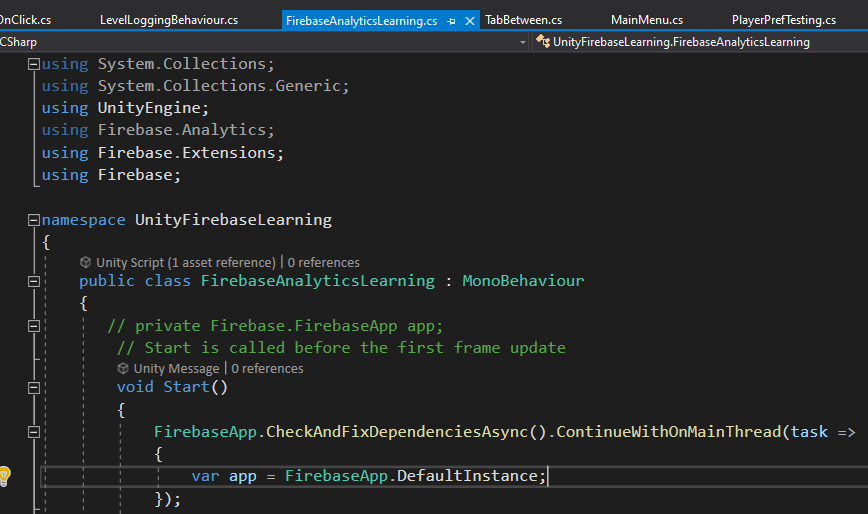 OnClick.cs LevelLoggingBehaviour.cs FirebaseAnalyticsLearning.cs TabBetween.cs MainMenu.cs PlayerPrefTesting.cs
CSharp UnityFirebaseLearning.FirebaseAnalyticsLearning
using System.Collections;
using System.Collections.Generic;
using UnityEngine;
using Firebase.Analytics;
using Firebase.Extensions;
using Firebase;
namespace UnityFirebaseLearning
{
Unity Script (1 asset reference) | 0 references
public class FirebaseAnalyticsLearning : MonoBehaviour
{
// private Firebase.FirebaseApp app;
// Start is called before the first frame update
Unity Message | 0 references
void Start()
{
FirebaseApp.CheckAndFixDependenciesAsync().ContinueWithOnMainThread(task =>
{
var app = FirebaseApp.DefaultInstance;
});